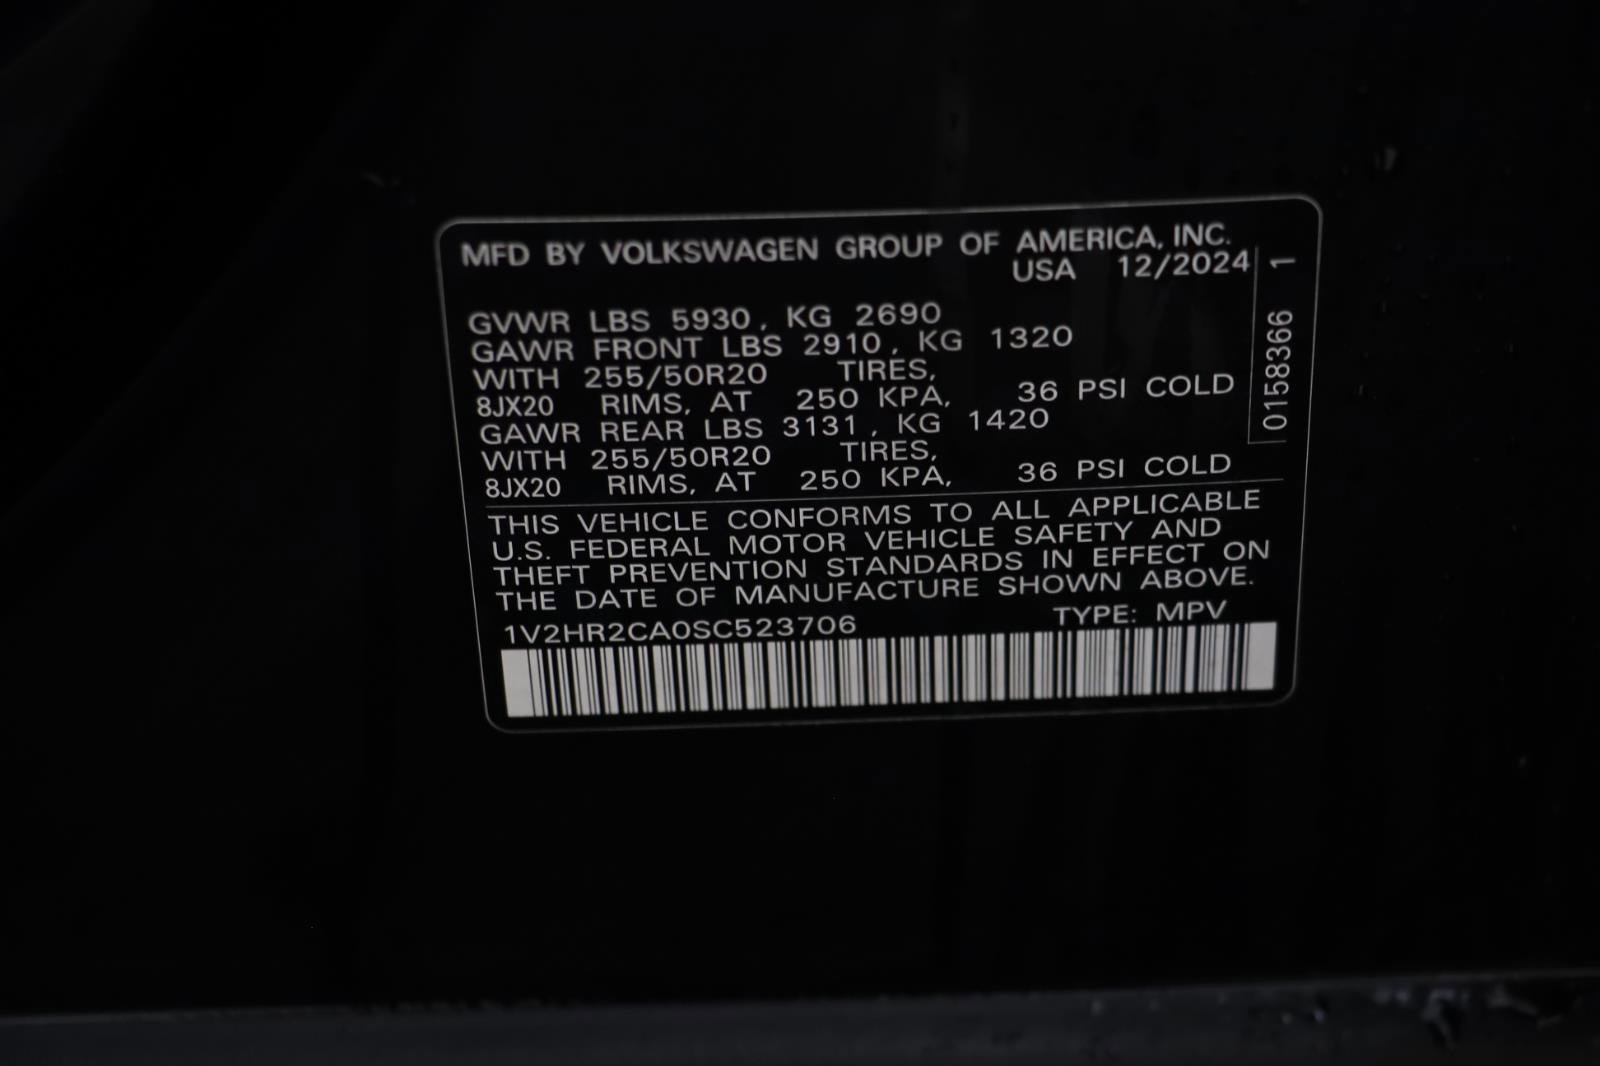 MFD BY VOLKSWAGEN GROUP OF AMERICA, INC.
USA 12/2024
GVWR LBS 5930, KG 2690
GAWR FRONT LBS 2910, KG 1320
WITH 255/50R20 TIRES,
8JX20 RIMS, AT 250 KPA, 36 PSI COLD
GAWR REAR LBS 3131, KG 1420
WITH 255/50R20 TIRES,
8JX20 RIMS, AT 250 KPA, 36 PSI COLD
THIS VEHICLE CONFORMS TO ALL APPLICABLE
U.S. FEDERAL MOTOR VEHICLE SAFETY AND
THEFT PREVENTION STANDARDS IN EFFECT ON
THE DATE OF MANUFACTURE SHOWN ABOVE.
1V2HR2CA0SC523706 TYPE: MPV
0158366 1